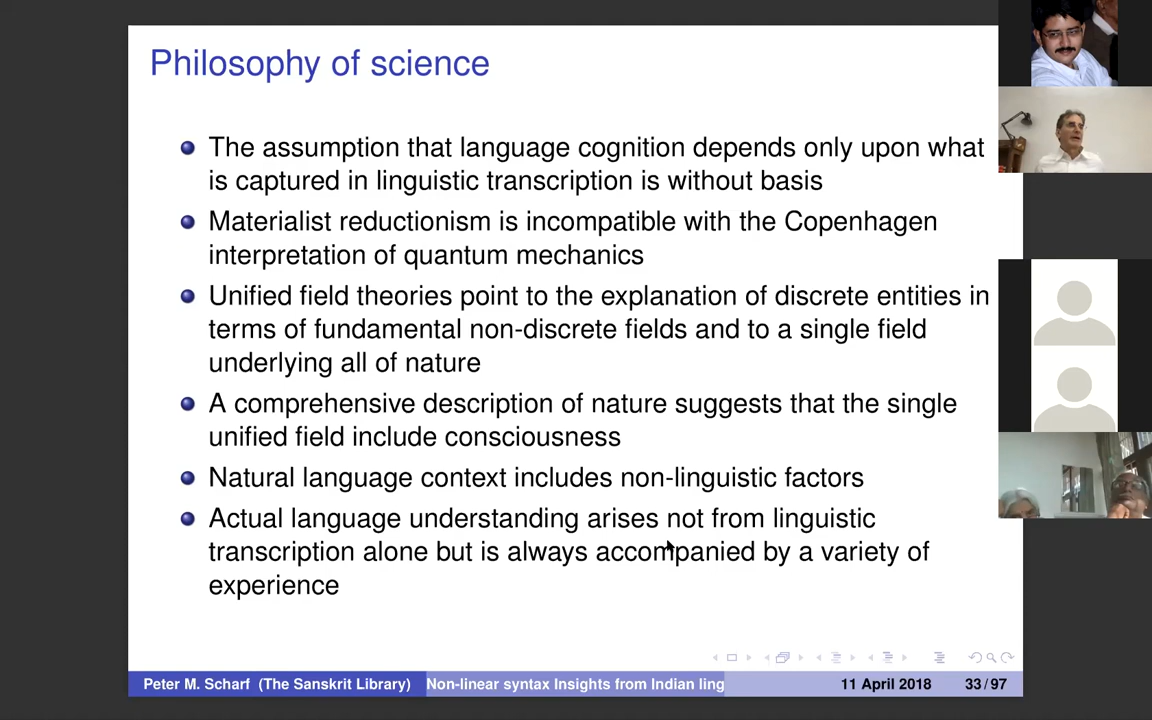 Philosophy of science
The assumption that language cognition depends only upon what
is captured in linguistic transcription is without basis
Materialist reductionism is incompatible with the Copenhagen
interpretation of quantum mechanics
Unified field theories point to the explanation of discrete entities in
terms of fundamental non-discrete fields and to a single field
underlying all of nature
A comprehensive description of nature suggests that the single
unified field include consciousness
Natural language context includes non-linguistic factors
Actual language understanding arises not from linguistic
transcription alone but is always accompanied by a variety of
experience
Peter M. Scharf (The Sanskrit Library) Non-linear syntax Insights from Indian ling 11 April 2018 33/97